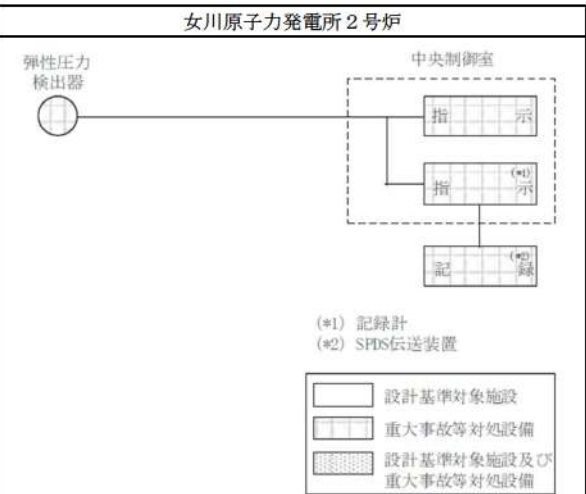 女川原子力発電所2号炉
弾性圧力
検出器
中央制御室
指 示
指 示
(*1)
記 録
(*2)
(*1) 記録計
(*2) SPDS伝送装置
設計基準対象施設
重大事故等対処設備
設計基準対象施設及び
重大事故等対処設備